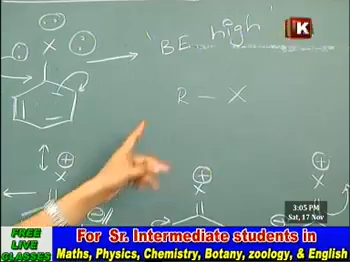 'BE high'
K
X
R — X
X
X
X
3:05 PM
Sat, 17 Nov
FREE
LIVE
CLASSES
For Sr. Intermediate students in
Maths, Physics, Chemistry, Botany, zoology, & English